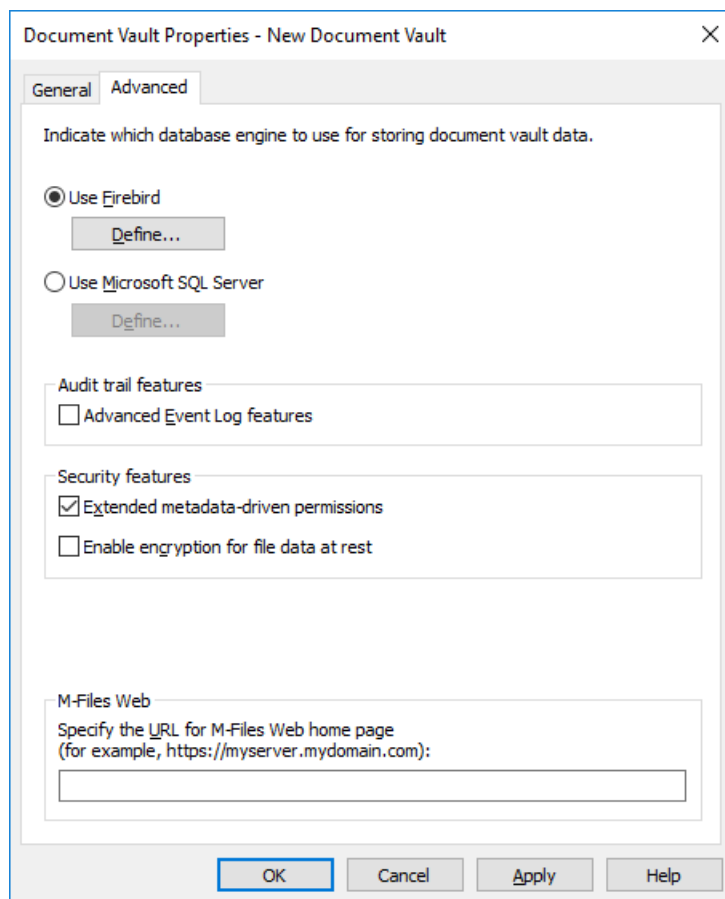 Document Vault Properties - New Document Vault
General
Advanced
Indicate which database engine to use for storing document vault data.
Use Firebird
Define...
Use Microsoft SQL Server
Define...
Audit trail features
Advanced Event Log features
Security features
Extended metadata-driven permissions
Enable encryption for file data at rest
M-Files Web
Specify the URL for M-Files Web home page
(for example, https://myserver.mydomain.com):
OK
Cancel
Apply
Help